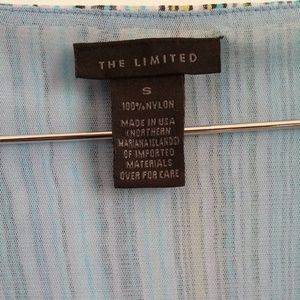 THE LIMITED
S
100% NYLON
MADE IN USA
(NORTHERN
MARIANA ISLANDS)
OF IMPORTED
MATERIALS
OVER FOR CARE